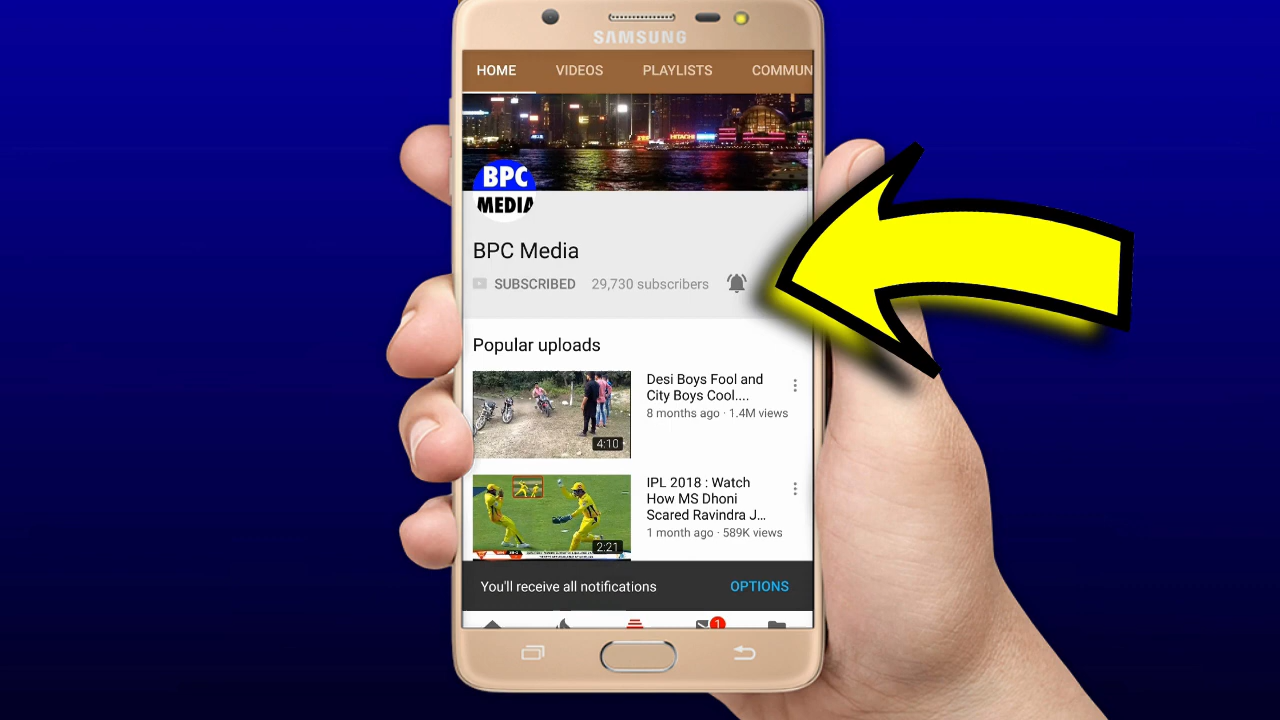 SAMSUNG
HOME VIDEOS PLAYLISTS COMMUN
HITACHI
BPC
MEDIA
BPC Media
SUBSCRIBED 29,730 subscribers
Popular uploads
Desi Boys Fool and
City Boys Cool....
8 months ago · 1.4M views
4:10
IPL 2018 : Watch
How MS Dhoni
Scared Ravindra J...
1 month ago · 589K views
2:21
You'll receive all notifications OPTIONS
1